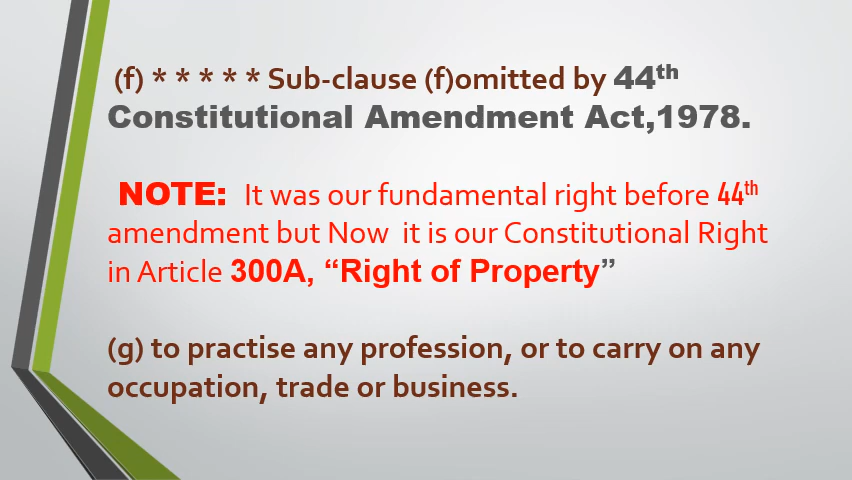 (f) * * * * * Sub-clause (f)omitted by 44th
Constitutional Amendment Act,1978.
NOTE: It was our fundamental right before 44th
amendment but Now it is our Constitutional Right
in Article 300A, “Right of Property”
(g) to practise any profession, or to carry on any
occupation, trade or business.